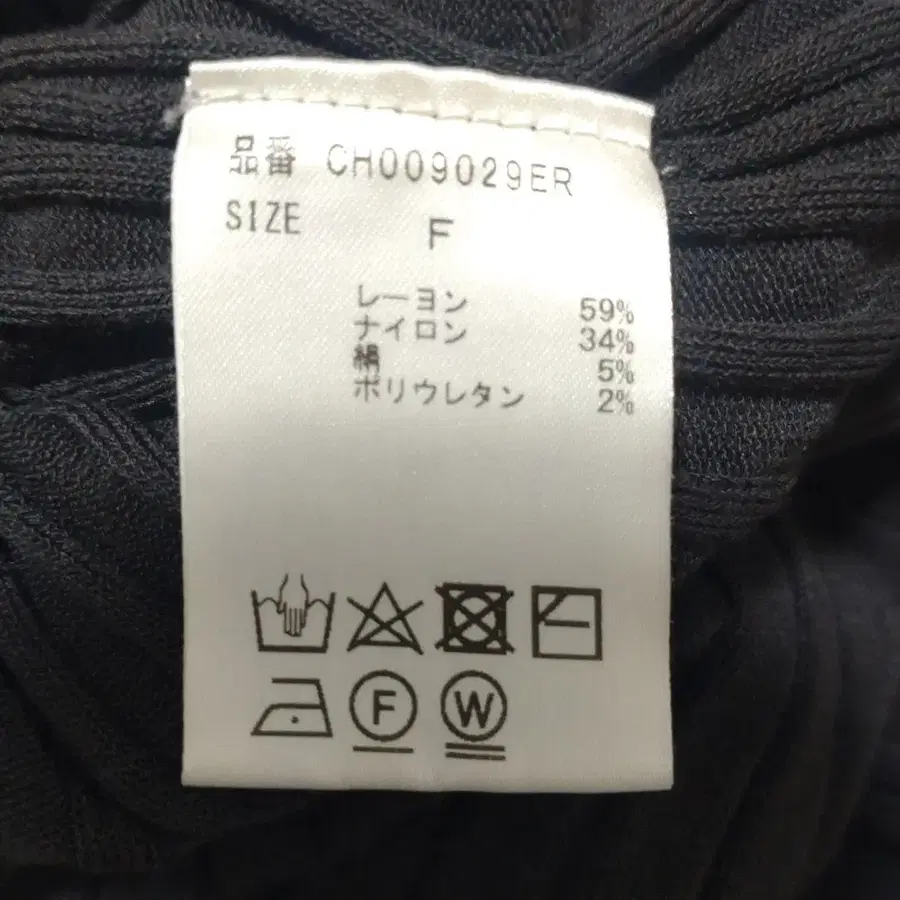 品番 CH009029ER
SIZE F
レーヨン 59%
ナイロン 34%
絹 5%
ポリウレタン 2%
F W